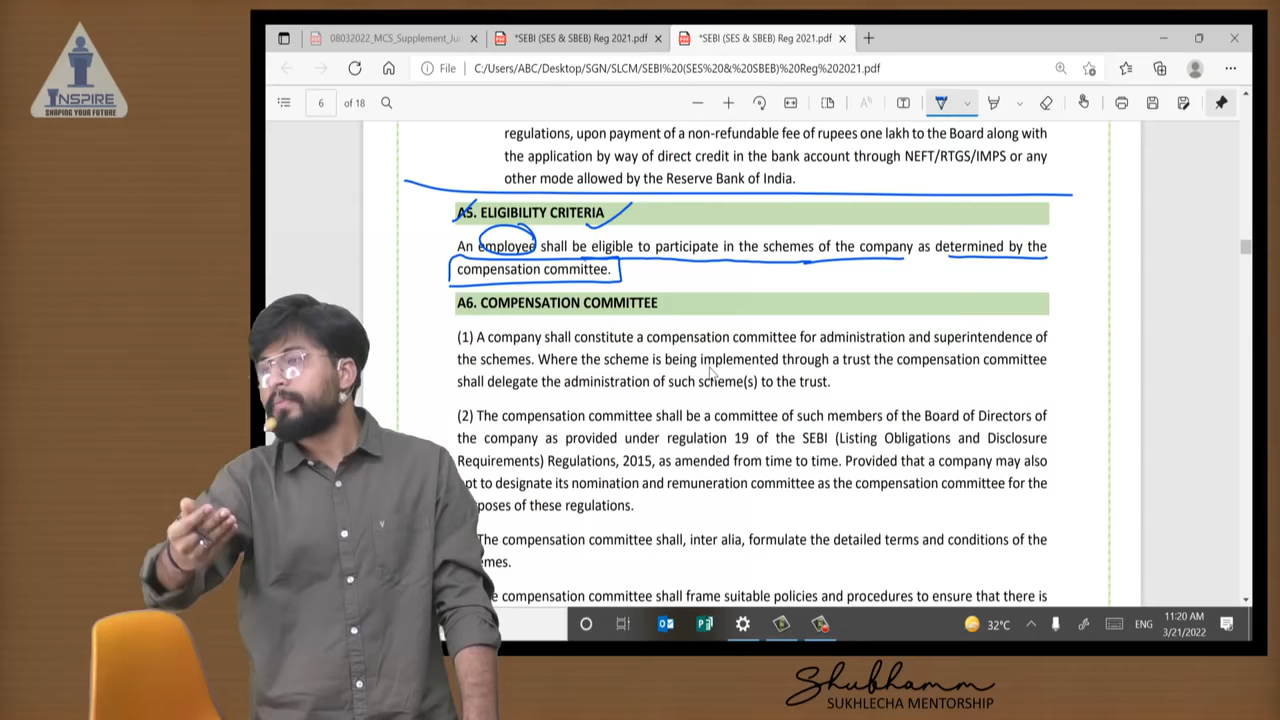 INSPIRE
SHAPING YOUR FUTURE
08032022_MCS_Supplement_Ju
*SEBI (SES & SBEB) Reg 2021.pdf
*SEBI (SES & SBEB) Reg 2021.pdf
File
C:/Users/ABC/Desktop/SGN/SLCM/SEBI%20(SES%20&%20SBEB)%20Reg%202021.pdf
6 of 18
regulations, upon payment of a non-refundable fee of rupees one lakh to the Board along with
the application by way of direct credit in the bank account through NEFT/RTGS/IMPS or any
other mode allowed by the Reserve Bank of India.
A5. ELIGIBILITY CRITERIA
An employee shall be eligible to participate in the schemes of the company as determined by the
compensation committee.
A6. COMPENSATION COMMITTEE
(1) A company shall constitute a compensation committee for administration and superintendence of
the schemes. Where the scheme is being implemented through a trust the compensation committee
shall delegate the administration of such scheme(s) to the trust.
(2) The compensation committee shall be a committee of such members of the Board of Directors of
the company as provided under regulation 19 of the SEBI (Listing Obligations and Disclosure
Requirements) Regulations, 2015, as amended from time to time. Provided that a company may also
pt to designate its nomination and remuneration committee as the compensation committee for the
poses of these regulations.
The compensation committee shall, inter alia, formulate the detailed terms and conditions of the
emes.
e compensation committee shall frame suitable policies and procedures to ensure that there is
32°C
ENG
11:20 AM
3/21/2022
Shubhamm
SUKHLECHA MENTORSHIP